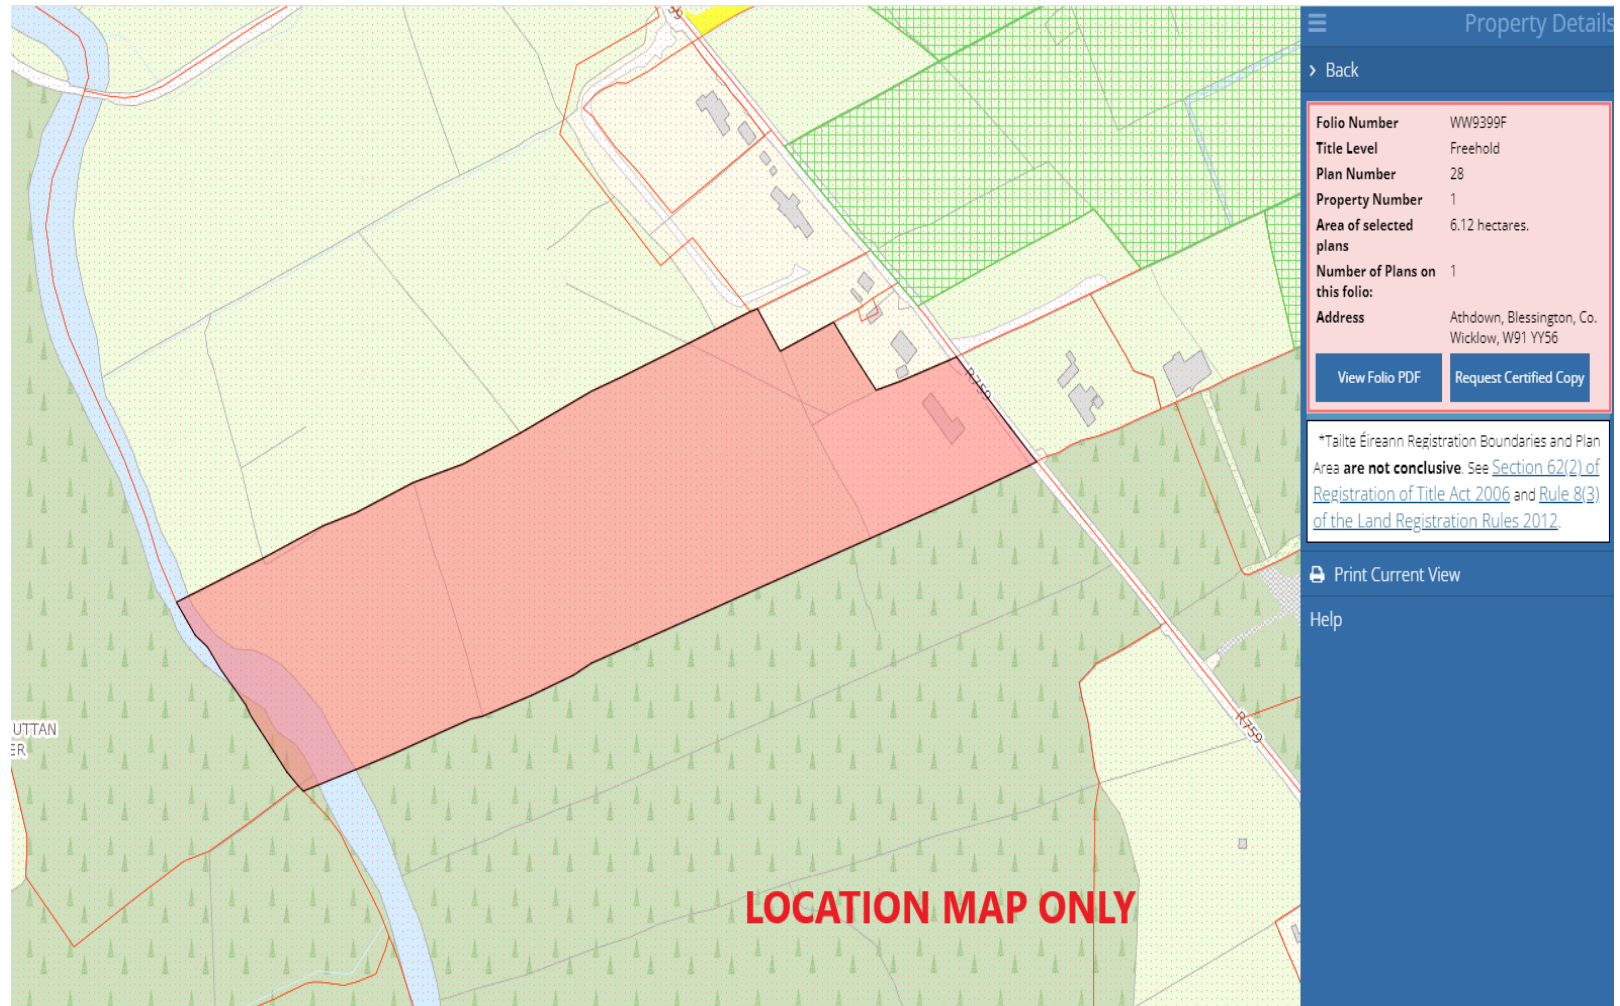 Property Details
Back
Folio Number WW9399F
Title Level Freehold
Plan Number 28
Property Number 1
Area of selected 6.12 hectares.
plans
Number of Plans on 1
this folio:
Address Athdown, Blessington, Co.
Wicklow, W91 YY56
View Folio PDF Request Certified Copy
*Tailte Éireann Registration Boundaries and Plan
Area are not conclusive. See Section 62(2) of
Registration of Title Act 2006 and Rule 8(3)
of the Land Registration Rules 2012.
Print Current View
Help
59
R759
R759
UTTAN
ER
LOCATION MAP ONLY